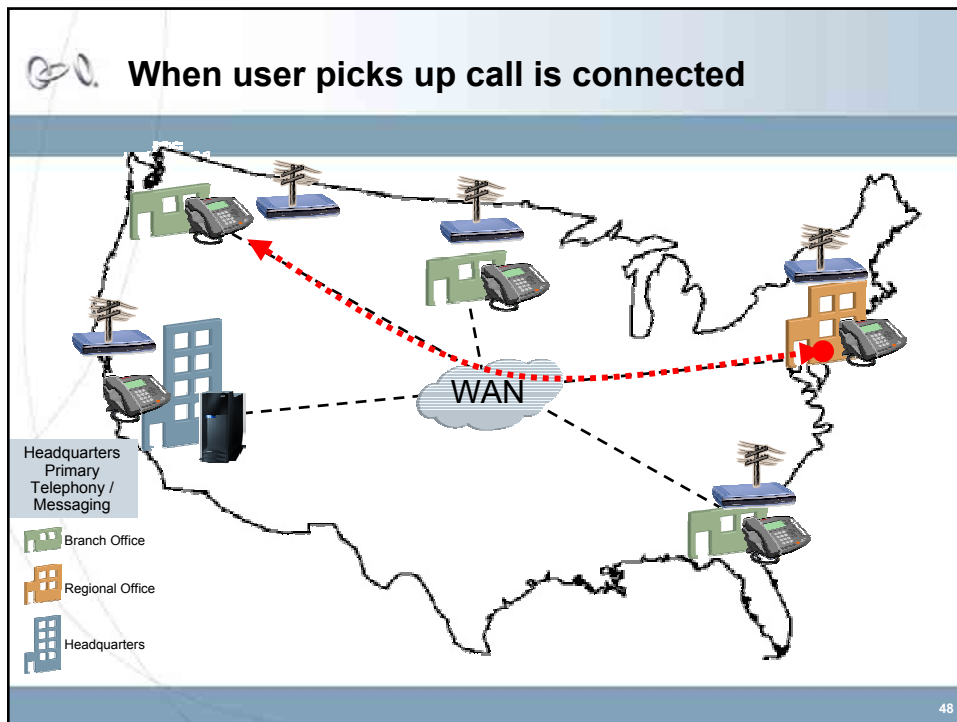 When user picks up call is connected
WAN
Headquarters
Primary
Telephony /
Messaging
Branch Office
Regional Office
Headquarters
48